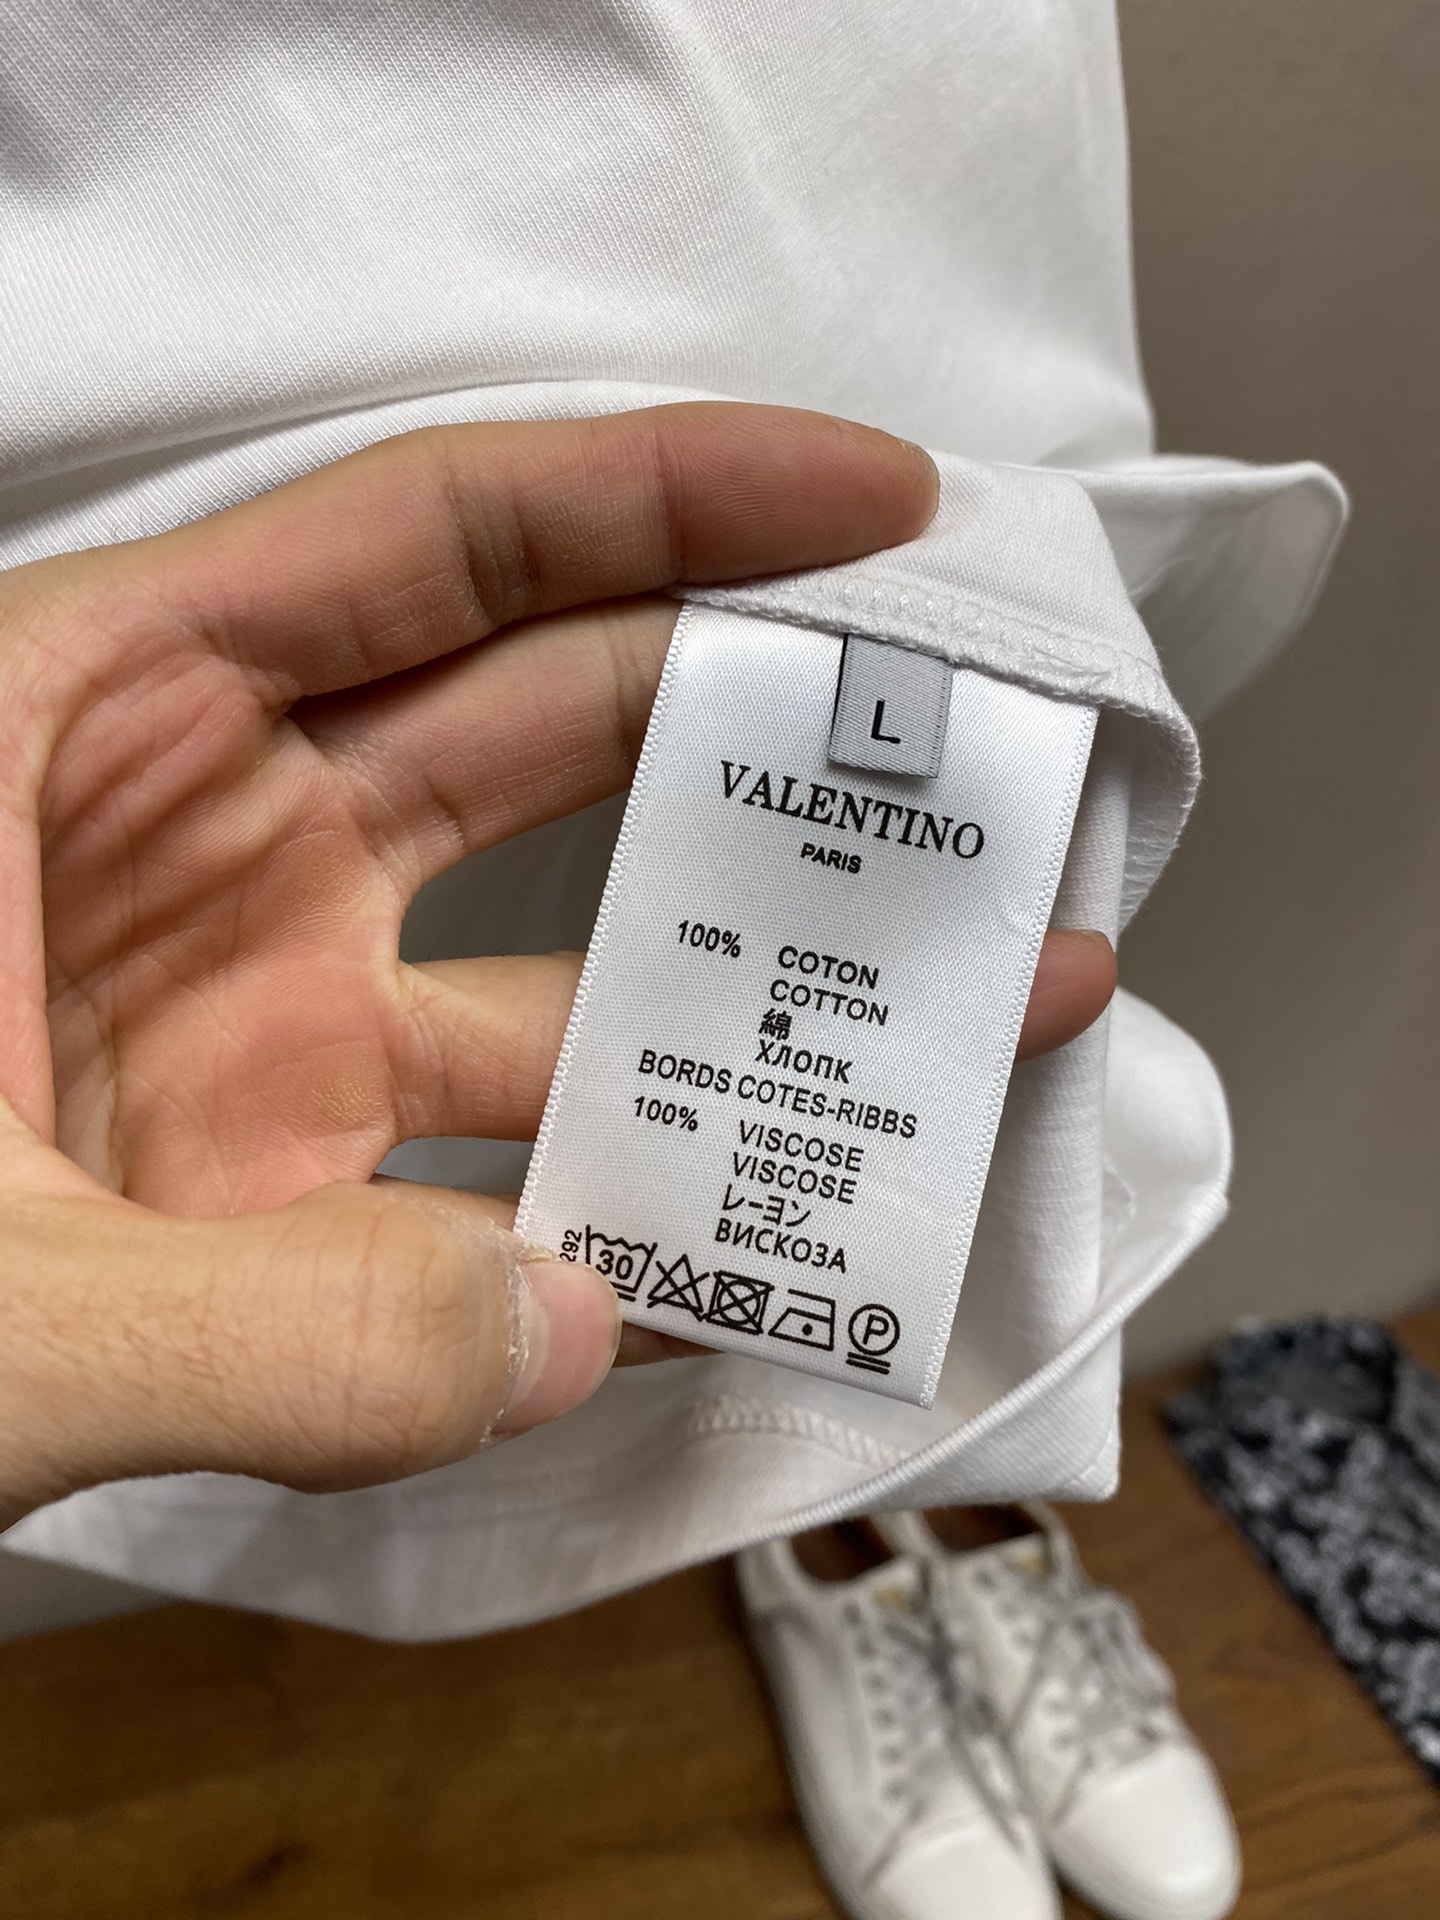 L
VALENTINO
PARIS
100% COTON
COTTON
綿
ХЛОПК
BORDS COTES-RIBBS
100% VISCOSE
VISCOSE
レーヨン
ВИСКОЗА
292
30
P